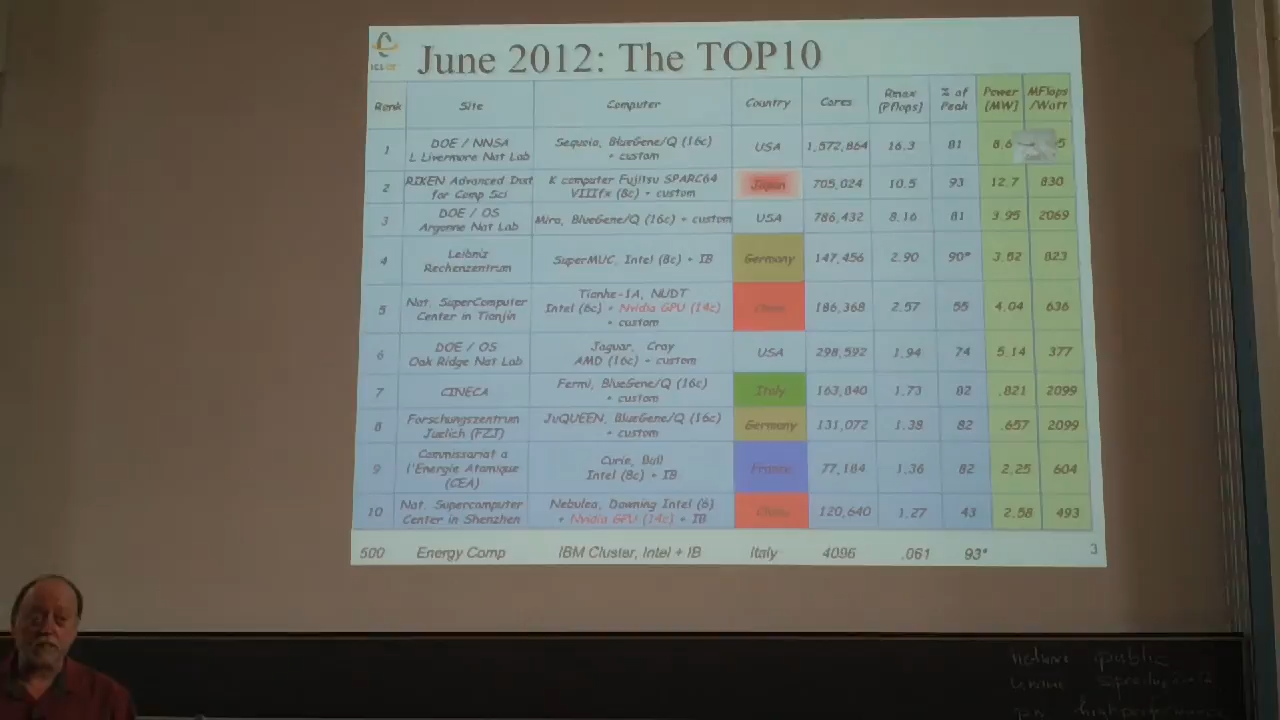 June 2012: The TOP10
Rank Site Computer Country Cores Rmax (Pflops) % of Peak Power (MW) MFlops /Watt
1 DOE / NNSA L Livermore Nat Lab Sequoia, BlueGene/Q (16c) + custom USA 1,572,864 16.3 81 8.6
2 RIKEN Advanced Inst for Comp Sci K computer Fujitsu SPARC64 VIIIfx (8c) + custom Japan 705,024 10.5 93 12.7 830
3 DOE / OS Argonne Nat Lab Mira, BlueGene/Q (16c) + custom USA 786,432 8.16 81 3.95 2069
4 Leibniz Rechenzentrum SuperMUC, Intel (8c) + IB Germany 147,456 2.90 90* 3.52 823
5 Nat. SuperComputer Center in Tianjin Tianhe-1A, NUDT Intel (6c) + Nvidia GPU (14c) + custom China 186,368 2.57 55 4.04 636
6 DOE / OS Oak Ridge Nat Lab Jaguar, Cray AMD (16c) + custom USA 298,592 1.94 74 5.14 377
7 CINECA Fermi, BlueGene/Q (16c) + custom Italy 163,840 1.73 82 .821 2099
8 Forschungszentrum Juelich (FZJ) JuQUEEN, BlueGene/Q (16c) + custom Germany 131,072 1.38 82 .657 2099
9 Commissariat a l'Energie Atomique (CEA) Curie, Bull Intel (8c) + IB France 77,184 1.36 82 2.25 604
10 Nat. Supercomputer Center in Shenzhen Nebulea, Dawning Intel (6) + Nvidia GPU (14c) + IB China 120,640 1.27 43 2.58 493
500 Energy Comp IBM Cluster, Intel + IB Italy 4096 .061 93*
3
public